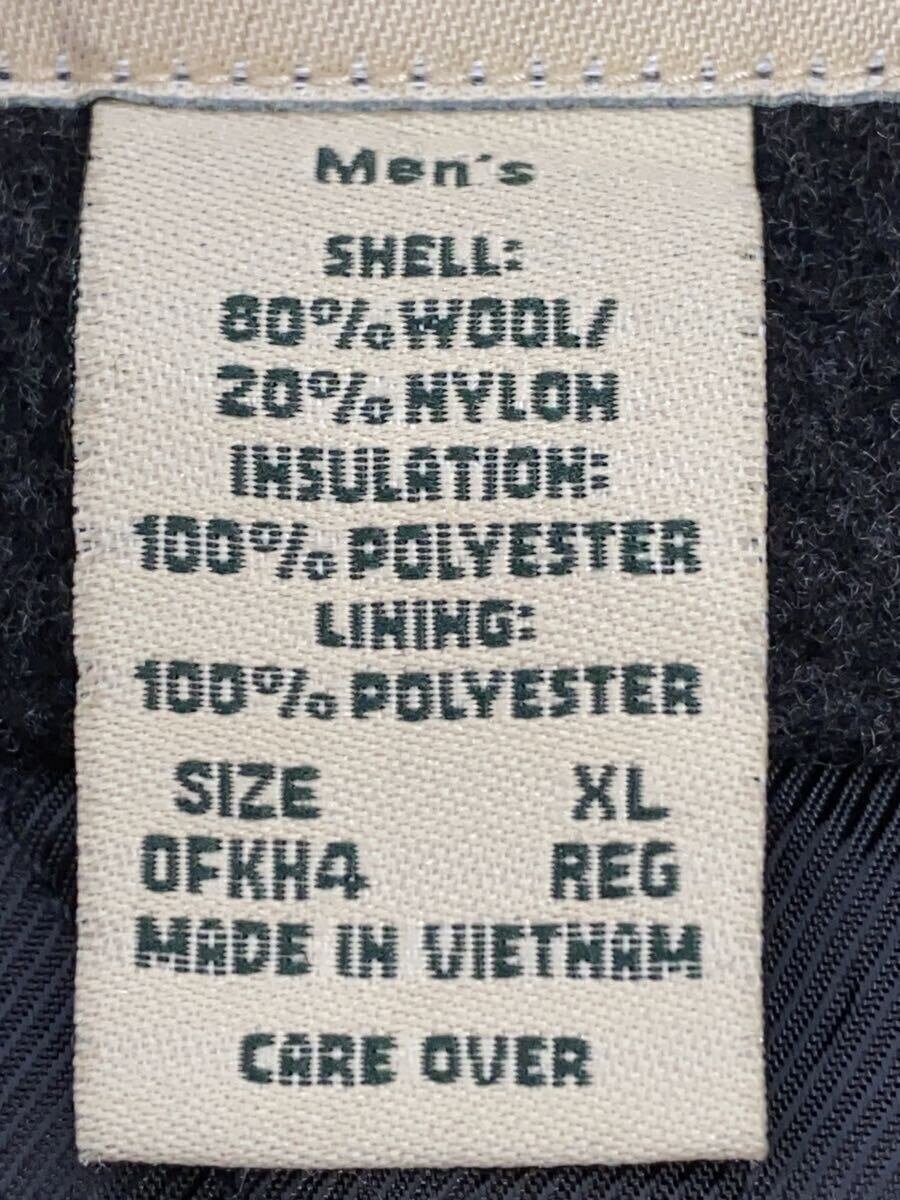 Men's
SHELL:
80%WOOL/
20%NYLON
INSULATION:
100%POLYESTER
LINING:
100%POLYESTER
SIZE XL
OFKH4 REG
MADE IN VIETNAM
CARE OVER